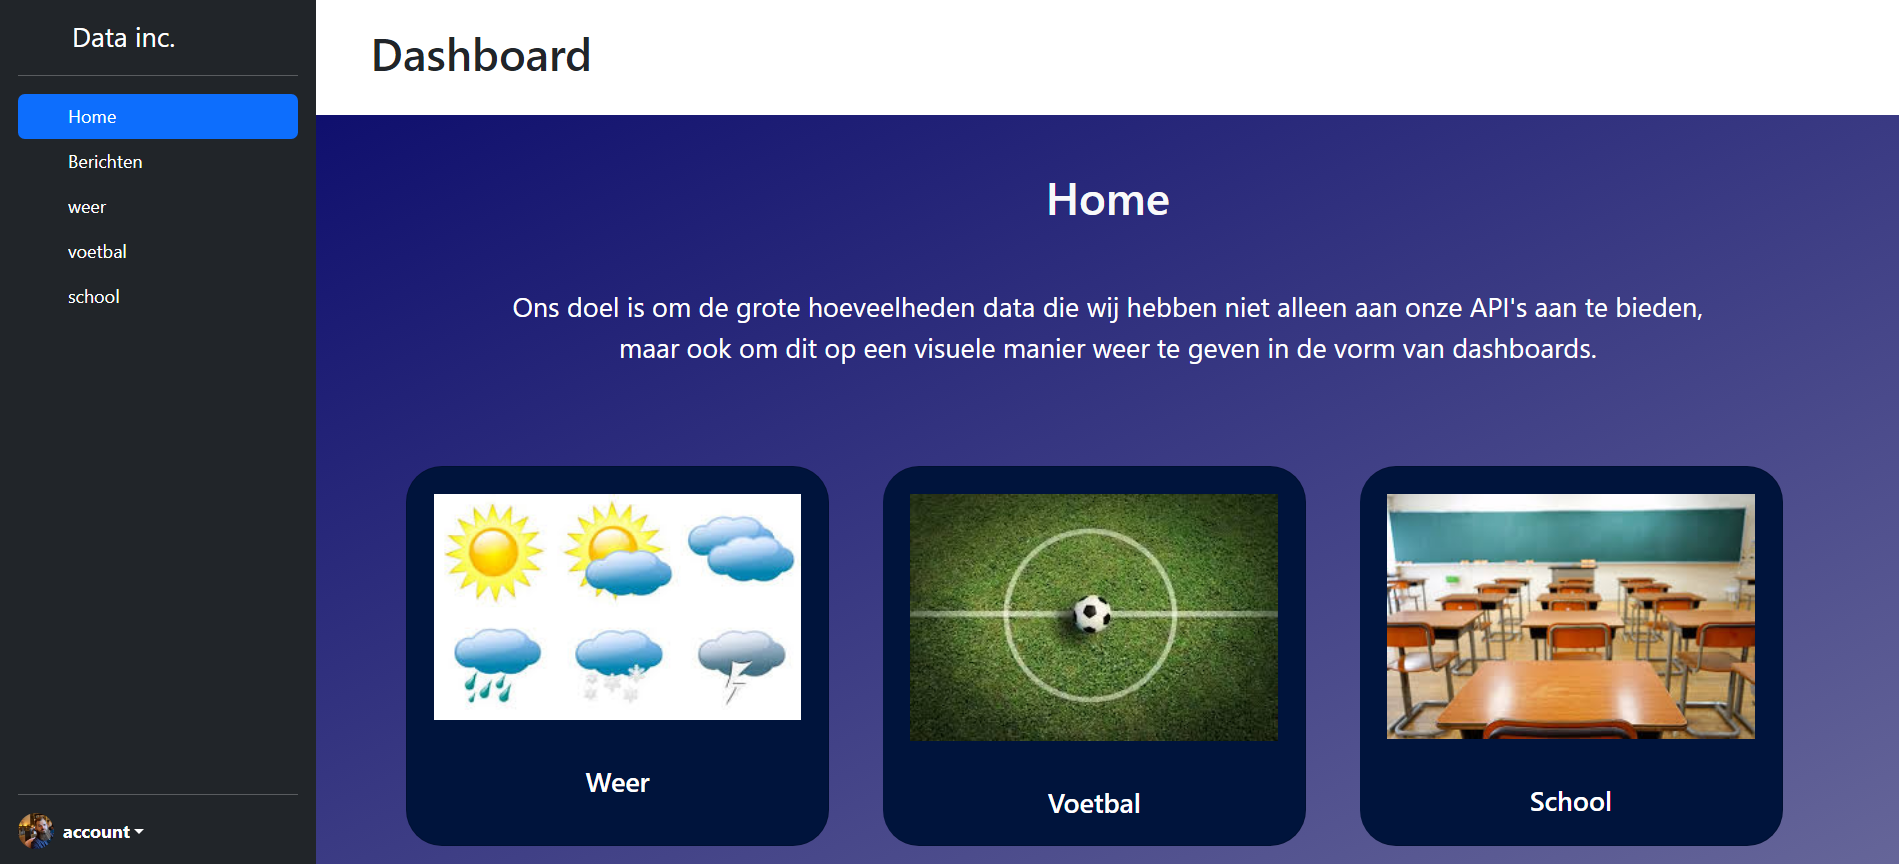 Data inc.
Home
Berichten
weer
voetbal
school
account
Dashboard
Home
Ons doel is om de grote hoeveelheden data die wij hebben niet alleen aan onze API's aan te bieden,
maar ook om dit op een visuele manier weer te geven in de vorm van dashboards.
Weer
Voetbal
School